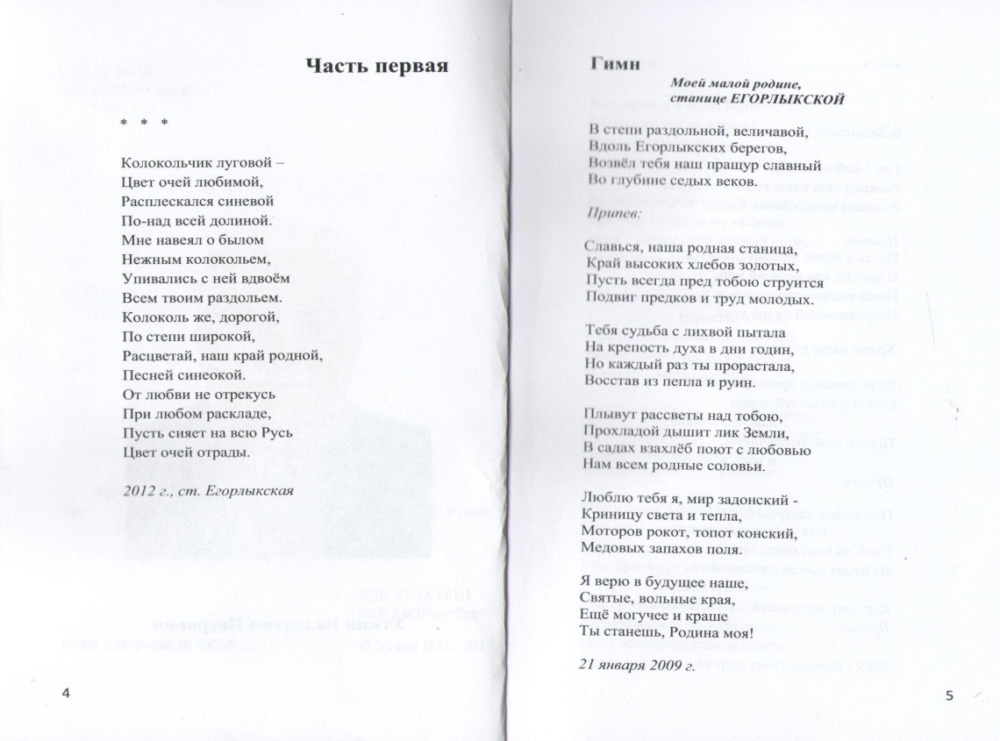 Часть первая
* * *
Колокольчик луговой –
Цвет очей любимой,
Расплескался синевой
По-над всей долиной.
Мне навеял о былом
Нежным колокольем,
Упивались с ней вдвоём
Всем твоим раздольем.
Колоколь же, дорогой,
По степи широкой,
Расцветай, наш край родной,
Песней синеокой.
От любви не отрекусь
При любом раскладе,
Пусть сияет на всю Русь
Цвет очей отрады.
2012 г., ст. Егорлыкская
4
Гимн
Моей малой родине,
станице ЕГОРЛЫКСКОЙ
В степи раздольной, величавой,
Вдоль Егорлыкских берегов,
Возвёл тебя наш пращур славный
Во глубине седых веков.
Припев:
Славься, наша родная станица,
Край высоких хлебов золотых,
Пусть всегда пред тобою струится
Подвиг предков и труд молодых.
Тебя судьба с лихвой пытала
На крепость духа в дни годин,
Но каждый раз ты прорастала,
Восстав из пепла и руин.
Плывут рассветы над тобою,
Прохладой дышит лик Земли,
В садах взахлёб поют с любовью
Нам всем родные соловьи.
Люблю тебя я, мир задонский -
Криницу света и тепла,
Моторов рокот, топот конский,
Медовых запахов поля.
Я верю в будущее наше,
Святые, вольные края,
Ещё могучее и краше
Ты станешь, Родина моя!
21 января 2009 г.
5